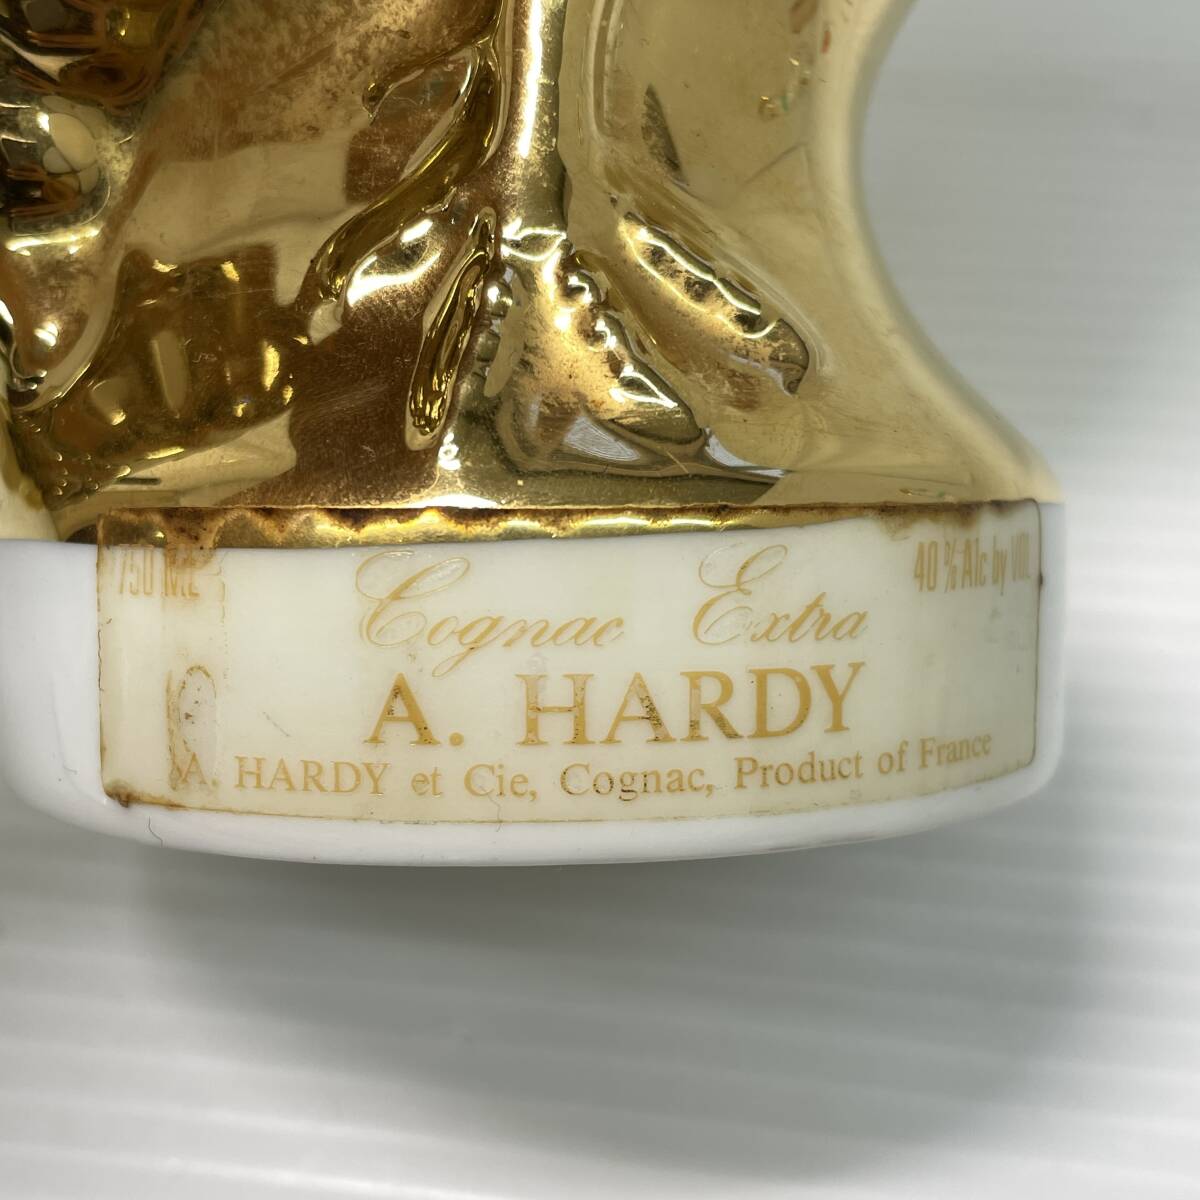 750 ML
40 % Alc by VOL
Cognac Extra
A. HARDY
A. HARDY et Cie, Cognac, Product of France